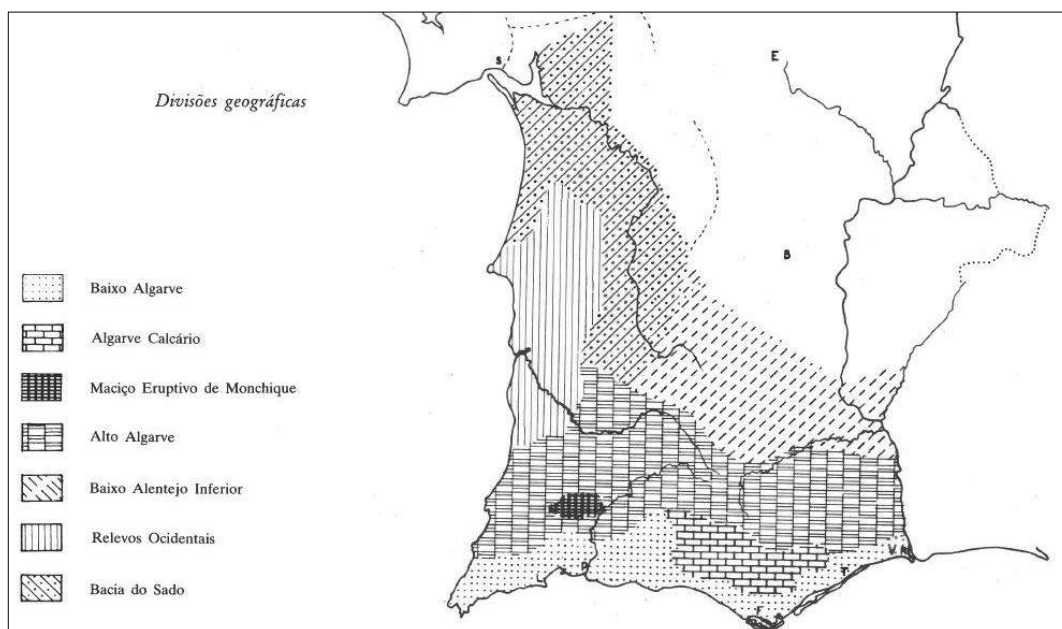 Divisões geográficas
S
E
B
Baixo Algarve
Algarve Calcário
Maciço Eruptivo de Monchique
Alto Algarve
Baixo Alentejo Inferior
Relevos Ocidentais
Bacia do Sado
L
P
T
F